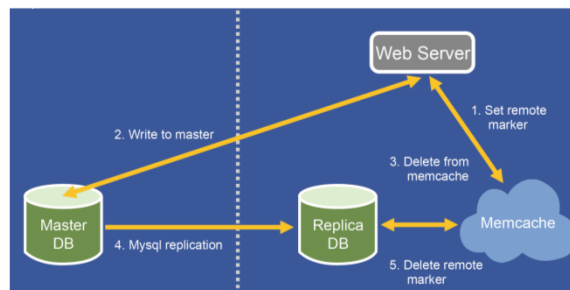 Web Server
1. Set remote
marker
2. Write to master
3. Delete from
memcache
Master
DB
4. Mysql replication
Replica
DB
Memcache
5. Delete remote
marker